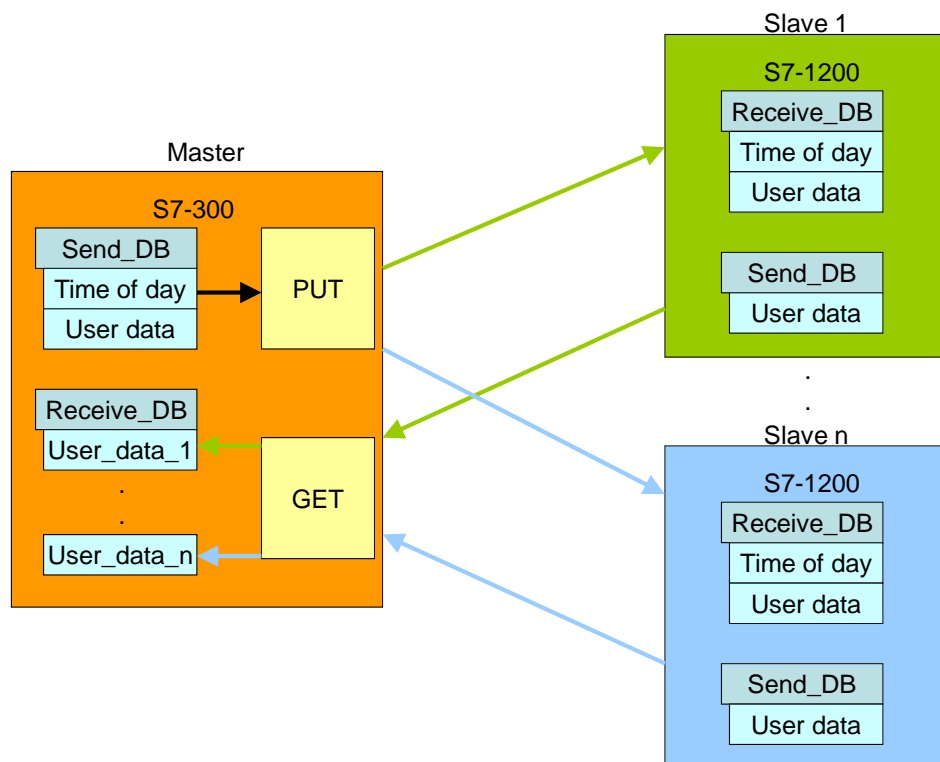 Master
S7-300
Send_DB
Time of day
User data
PUT
Receive_DB
User_data_1
.
.
User_data_n
GET
Slave 1
S7-1200
Receive_DB
Time of day
User data
Send_DB
User data
.
.
Slave n
S7-1200
Receive_DB
Time of day
User data
Send_DB
User data